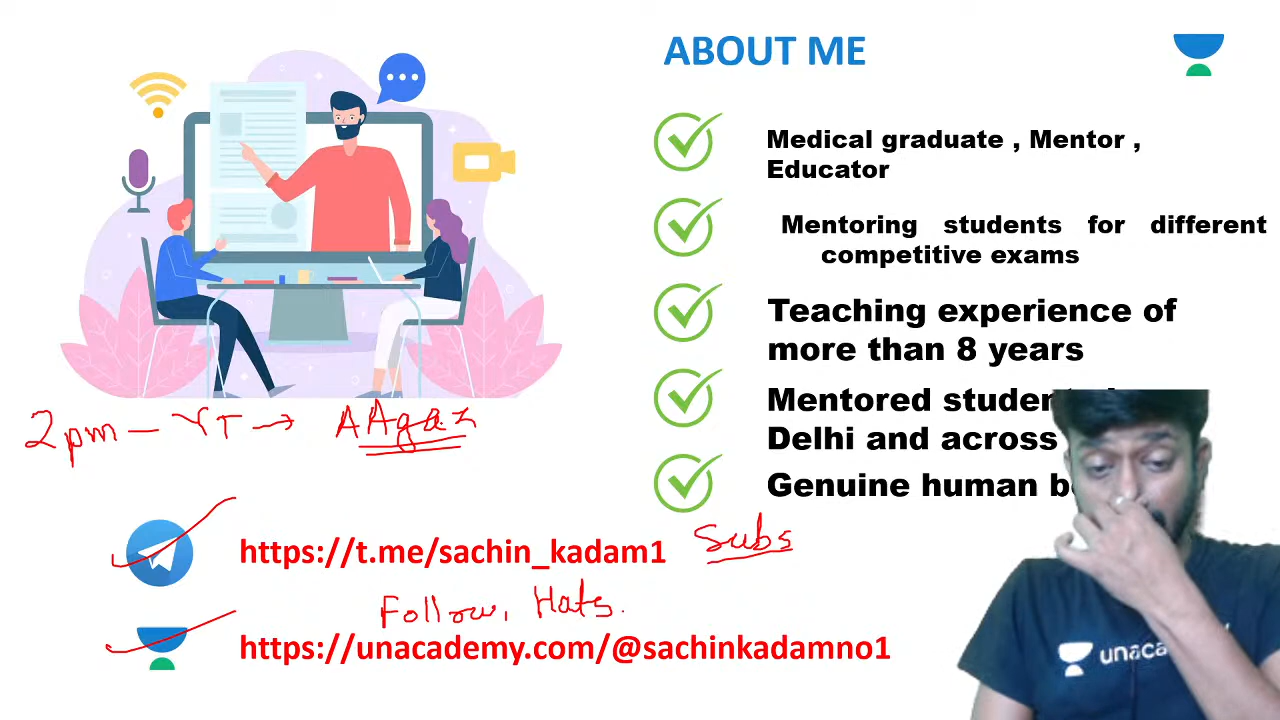 ABOUT ME
Medical graduate , Mentor ,
Educator
Mentoring students for different
competitive exams
Teaching experience of
more than 8 years
Mentored
Delhi and across
Genuine human
2pm - YT → AAgaz
https://t.me/sachin_kadam1 Subs
Follow, Hats.
https://unacademy.com/@sachinkadamno1